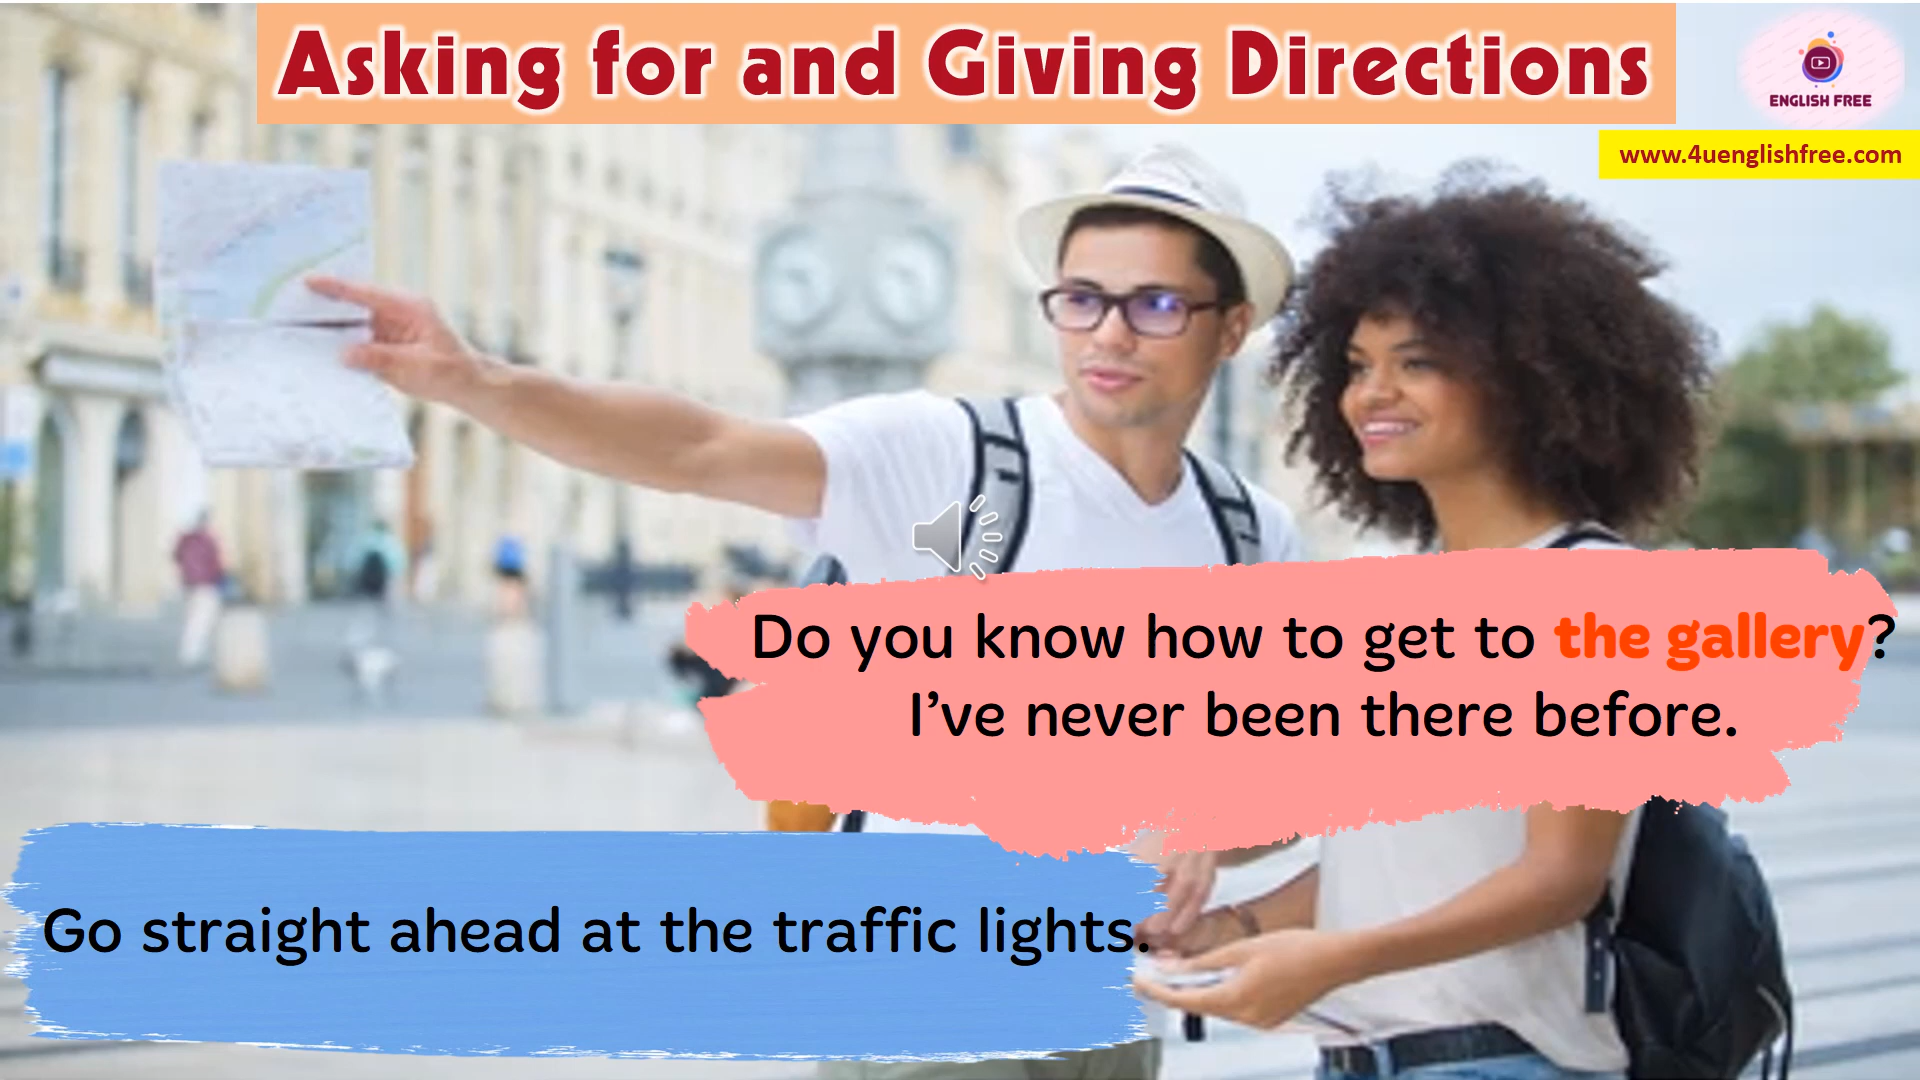 Asking for and Giving Directions
ENGLISH FREE
www.4uenglishfree.com
Do you know how to get to the gallery?
I’ve never been there before.
Go straight ahead at the traffic lights.